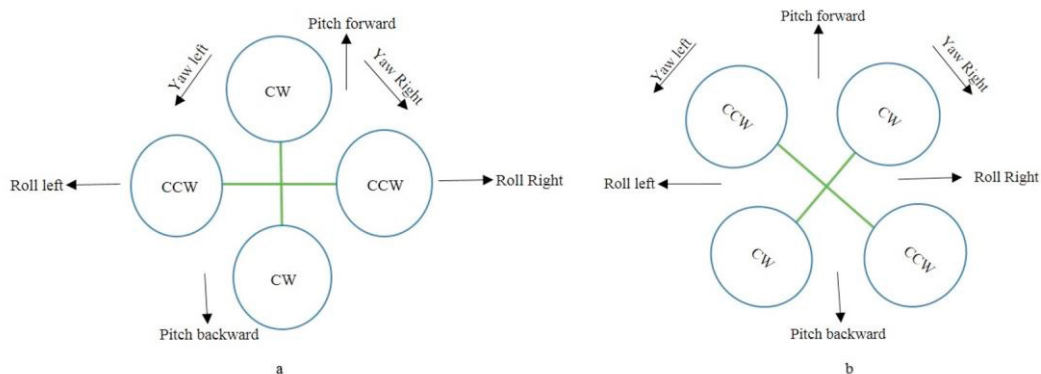 Pitch forward
Yaw left
Yaw Right
CW
CCW
CCW
Roll left
Roll Right
CW
Pitch backward
a
Pitch forward
Yaw left
Yaw Right
CCW
CW
Roll left
Roll Right
CW
CCW
Pitch backward
b